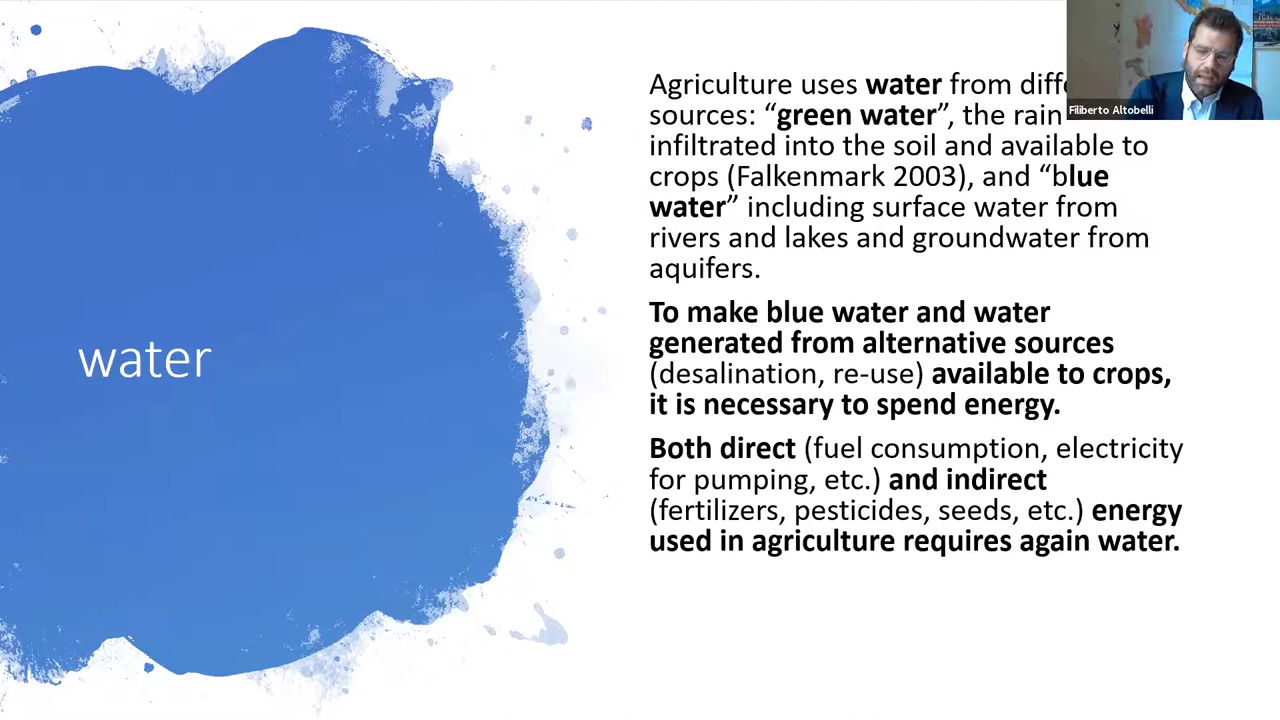 water
Agriculture uses water from
sources: “green water”, the rain
infiltrated into the soil and available to
crops (Falkenmark 2003), and “blue
water” including surface water from
rivers and lakes and groundwater from
aquifers.
To make blue water and water
generated from alternative sources
(desalination, re-use) available to crops,
it is necessary to spend energy.
Both direct (fuel consumption, electricity
for pumping, etc.) and indirect
(fertilizers, pesticides, seeds, etc.) energy
used in agriculture requires again water.
Filiberto Altobelli